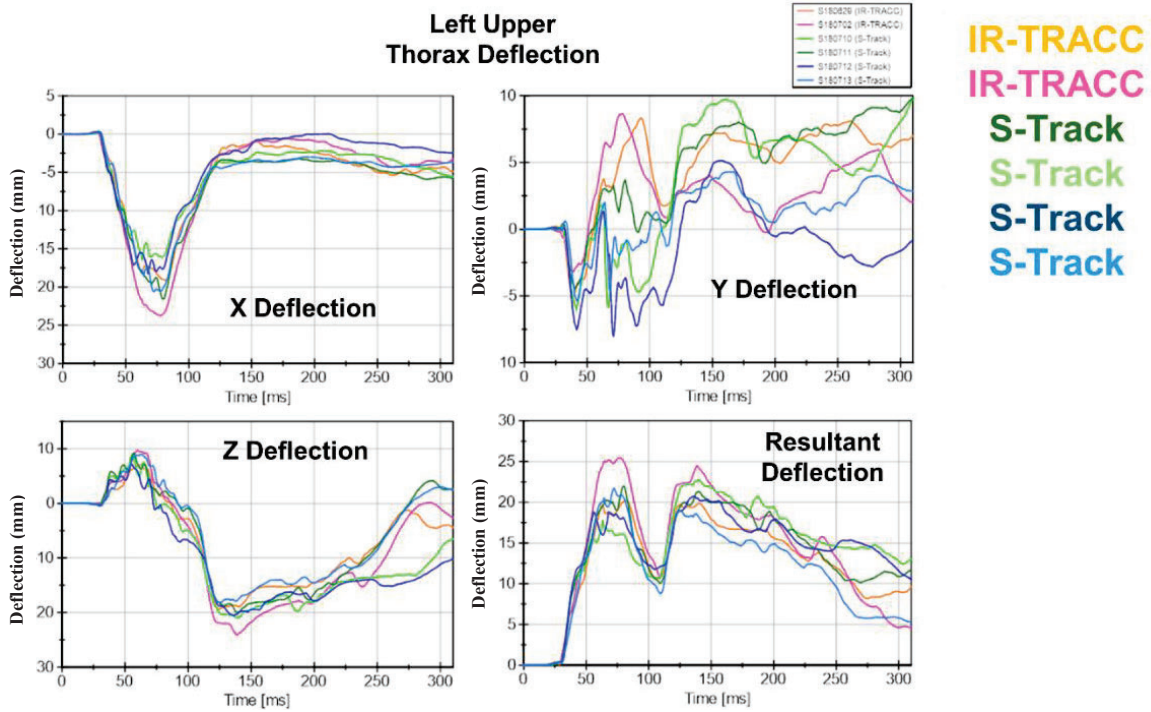 Left Upper
Thorax Deflection
S180629 (IR-TRACC)
S180702 (IR-TRACC)
S180710 (S-Track)
S180711 (S-Track)
S180712 (S-Track)
S180713 (S-Track)
IR-TRACC
IR-TRACC
S-Track
S-Track
S-Track
S-Track
Deflection (mm)
5
0
-5
10
15
20
25
30
X Deflection
0
50
100
150
200
250
300
Time [ms]
Deflection (mm)
10
5
0
-5
10
Y Deflection
0
50
100
150
200
250
300
Time [ms]
Deflection (mm)
10
0
10
20
30
Z Deflection
0
50
100
150
200
250
300
Time [ms]
Deflection (mm)
30
25
20
15
10
5
0
Resultant
Deflection
0
50
100
150
200
250
300
Time [ms]